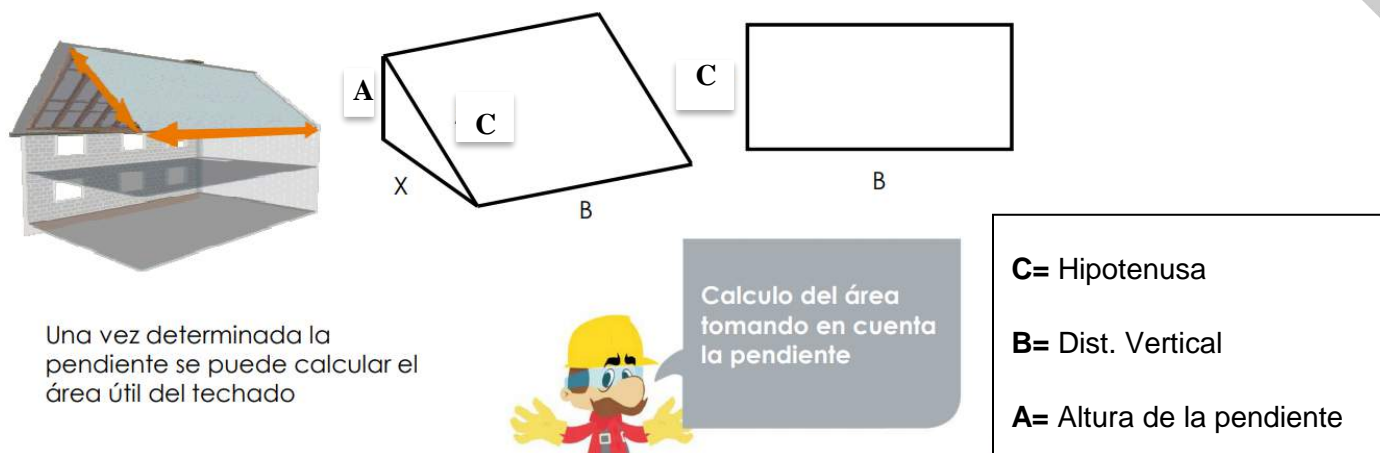 A
C
X
B
C
B
Una vez determinada la
pendiente se puede calcular el
área útil del techado
Calculo del área
tomando en cuenta
la pendiente
C= Hipotenusa
B= Dist. Vertical
A= Altura de la pendiente